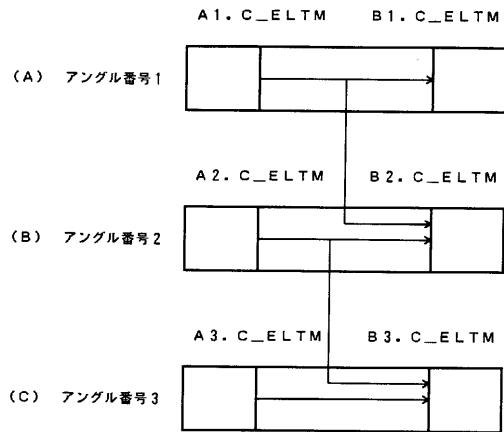 A1. C_ELTM B1. C_ELTM
(A) アングル番号1
A2. C_ELTM B2. C_ELTM
(B) アングル番号2
A3. C_ELTM B3. C_ELTM
(C) アングル番号3